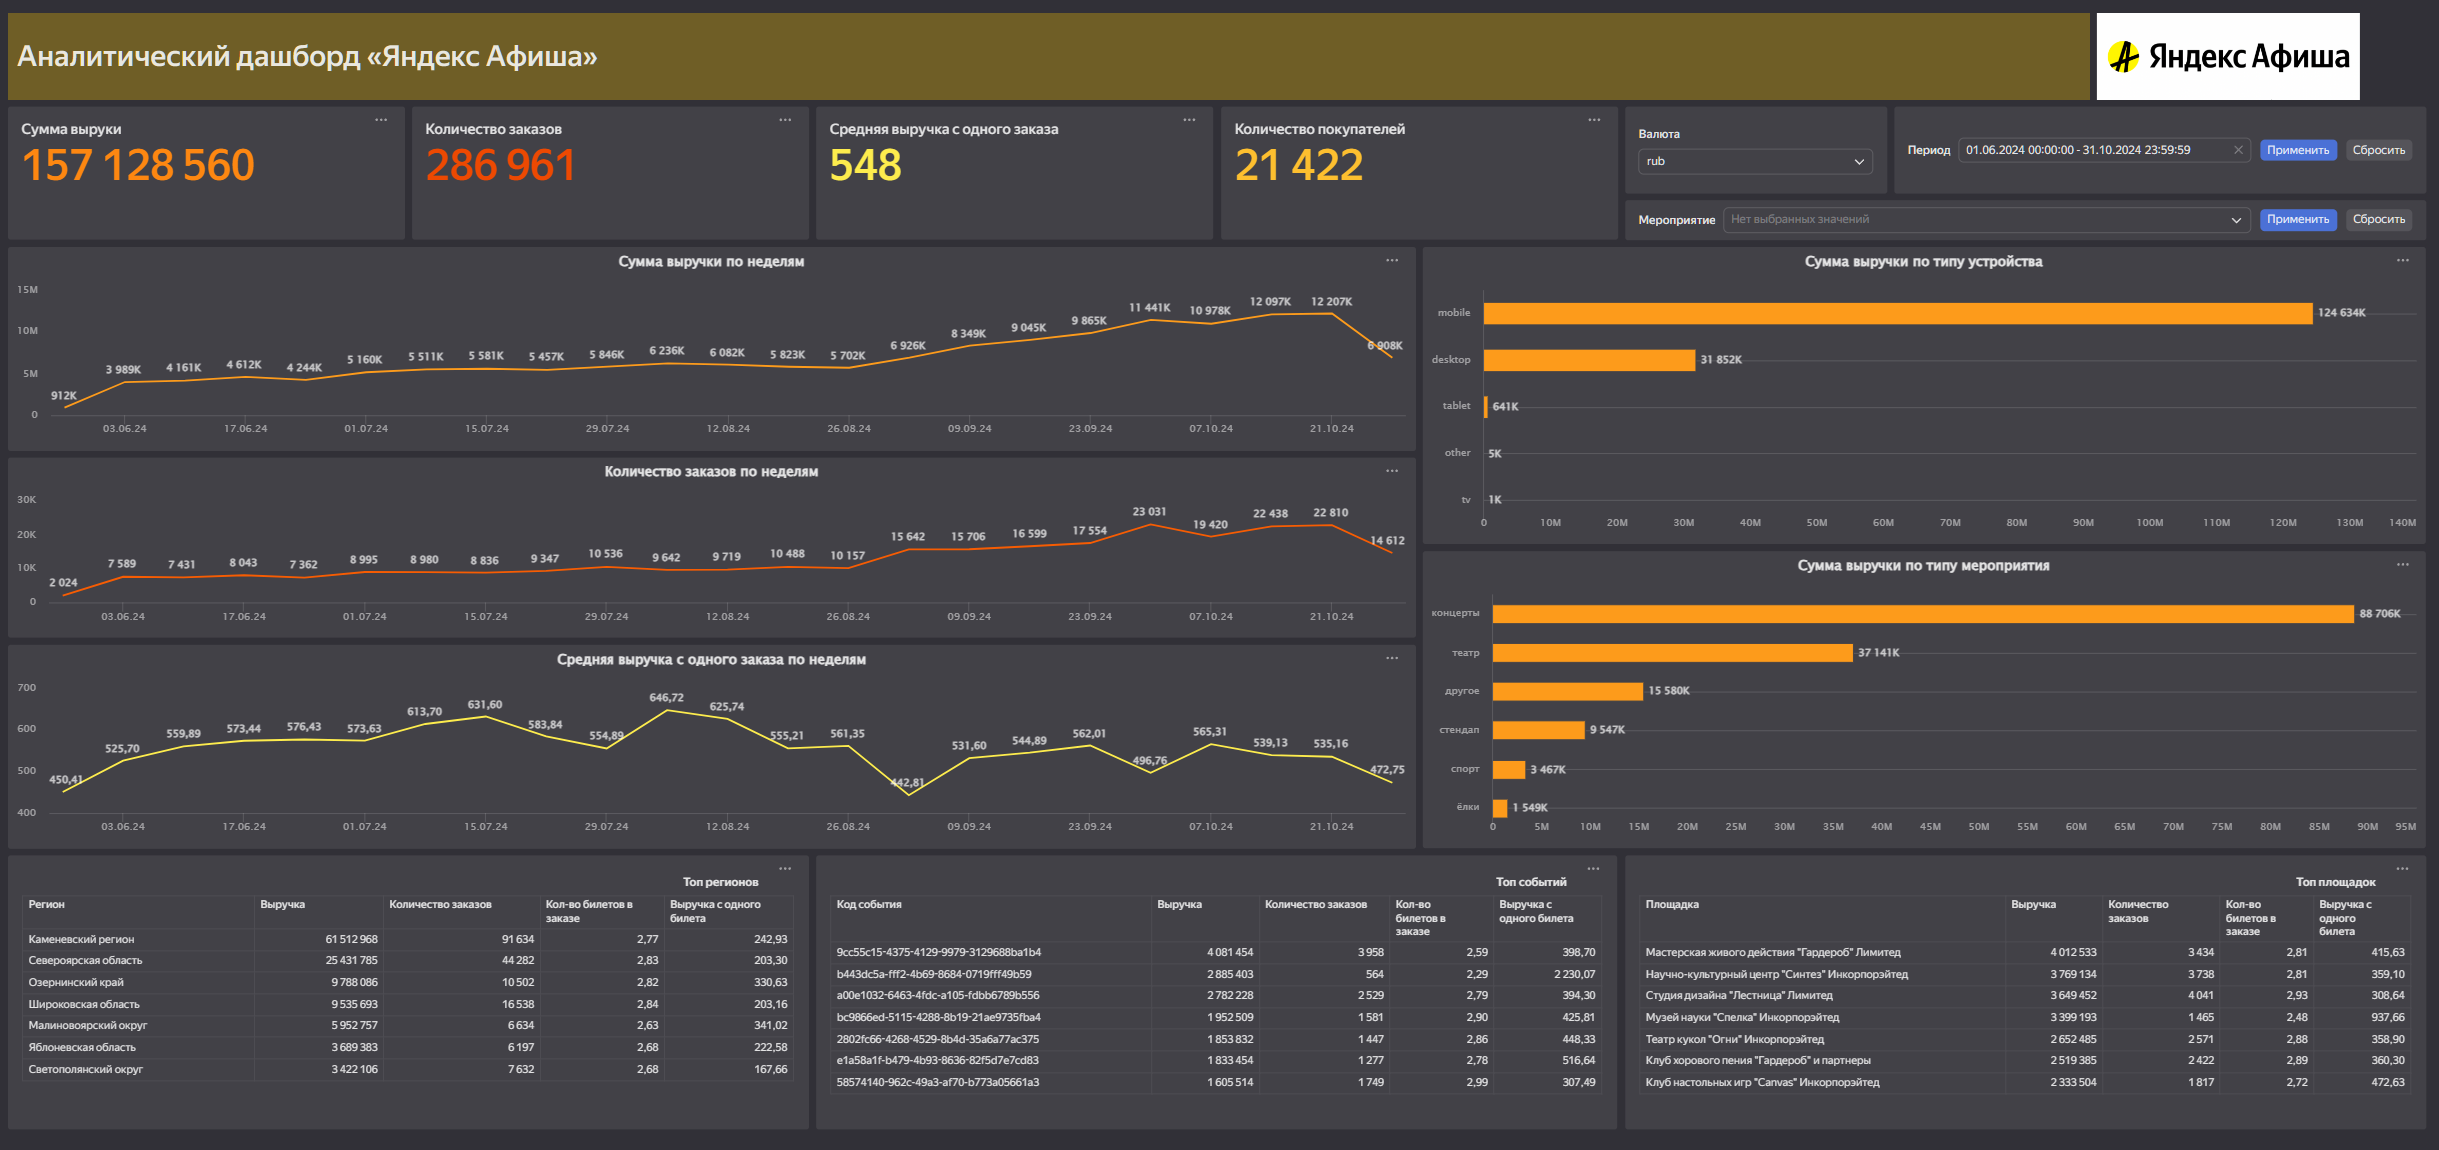 Аналитический дашборд «Яндекс Афиша»
Яндекс Афиша
Сумма выруки
157 128 560
Количество заказов
286 961
Средняя выручка с одного заказа
548
Количество покупателей
21 422
Валюта
rub
Период 01.06.2024 00:00:00 - 31.10.2024 23:59:59 Применить Сбросить
Мероприятие Нет выбранных значений Применить Сбросить
Сумма выручки по неделям
15M
10M
5M
0
912K 3 989K 4 161K 4 612K 4 244K 5 160K 5 511K 5 581K 5 457K 5 846K 6 236K 6 082K 5 823K 5 702K 6 926K 8 349K 9 045K 9 865K 11 441K 10 978K 12 097K 12 207K 6 908K
03.06.24 17.06.24 01.07.24 15.07.24 29.07.24 12.08.24 26.08.24 09.09.24 23.09.24 07.10.24 21.10.24
Количество заказов по неделям
30K
20K
10K
0
2 024 7 589 7 431 8 043 7 362 8 995 8 980 8 836 9 347 10 536 9 642 9 719 10 488 10 157 15 642 15 706 16 599 17 554 23 031 19 420 22 438 22 810 14 612
03.06.24 17.06.24 01.07.24 15.07.24 29.07.24 12.08.24 26.08.24 09.09.24 23.09.24 07.10.24 21.10.24
Средняя выручка с одного заказа по неделям
700
600
500
400
450,41 525,70 559,89 573,44 576,43 573,63 613,70 631,60 583,84 554,89 646,72 625,74 555,21 561,35 442,81 531,60 544,89 562,01 496,76 565,31 539,13 535,16 472,75
03.06.24 17.06.24 01.07.24 15.07.24 29.07.24 12.08.24 26.08.24 09.09.24 23.09.24 07.10.24 21.10.24
Сумма выручки по типу устройства
mobile 124 634K
desktop 31 852K
tablet 641K
other 5K
tv 1K
0 10M 20M 30M 40M 50M 60M 70M 80M 90M 100M 110M 120M 130M 140M
Сумма выручки по типу мероприятия
концерты 88 706K
театр 37 141K
другое 15 580K
стендап 9 547K
спорт 3 467K
ёлки 1 549K
0 5M 10M 15M 20M 25M 30M 35M 40M 45M 50M 55M 60M 65M 70M 75M 80M 85M 90M 95M
Топ регионов
Регион Выручка Количество заказов Кол-во билетов в заказе Выручка с одного билета
Каменевский регион 61 512 968 91 634 2,77 242,93
Североярская область 25 431 785 44 282 2,83 203,30
Озернинский край 9 788 086 10 502 2,82 330,63
Широковская область 9 535 693 16 538 2,84 203,16
Малиновоярский округ 5 952 757 6 634 2,63 341,02
Яблоневская область 3 689 383 6 197 2,68 222,58
Светополянский округ 3 422 106 7 632 2,68 167,66
Топ событий
Код события Выручка Количество заказов Кол-во билетов в заказе Выручка с одного билета
9cc55c15-4375-4129-9979-3129688ba1b4 4 081 454 3 958 2,59 398,70
b443dc5a-fff2-4b69-8684-0719fff49b59 2 885 403 564 2,29 2 230,07
a00e1032-6463-4fdc-a105-fdbb6789b556 2 782 228 2 529 2,79 394,30
bc9866ed-5115-4288-8b19-21ae9735fba4 1 952 509 1 581 2,90 425,81
2802fc66-4268-4529-8b4d-35a6a77ac375 1 853 832 1 447 2,86 448,33
e1a58a1f-b479-4b93-8636-82f5d7e7cd83 1 833 454 1 277 2,78 516,64
58574140-962c-49a3-af70-b773a05661a3 1 605 514 1 749 2,99 307,49
Топ площадок
Площадка Выручка Количество заказов Кол-во билетов в заказе Выручка с одного билета
Мастерская живого действия "Гардероб" Лимитед 4 012 533 3 434 2,81 415,63
Научно-культурный центр "Синтез" Инкорпорэйтед 3 769 134 3 738 2,81 359,10
Студия дизайна "Лестница" Лимитед 3 649 452 4 041 2,93 308,64
Музей науки "Спелка" Инкорпорэйтед 3 399 193 1 465 2,48 937,66
Театр кукол "Огни" Инкорпорэйтед 2 652 485 2 571 2,88 358,90
Клуб хорового пения "Гардероб" и партнеры 2 519 385 2 422 2,89 360,30
Клуб настольных игр "Canvas" Инкорпорэйтед 2 333 504 1 817 2,72 472,63